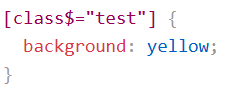 [class$="test"] {
  background: yellow;
}